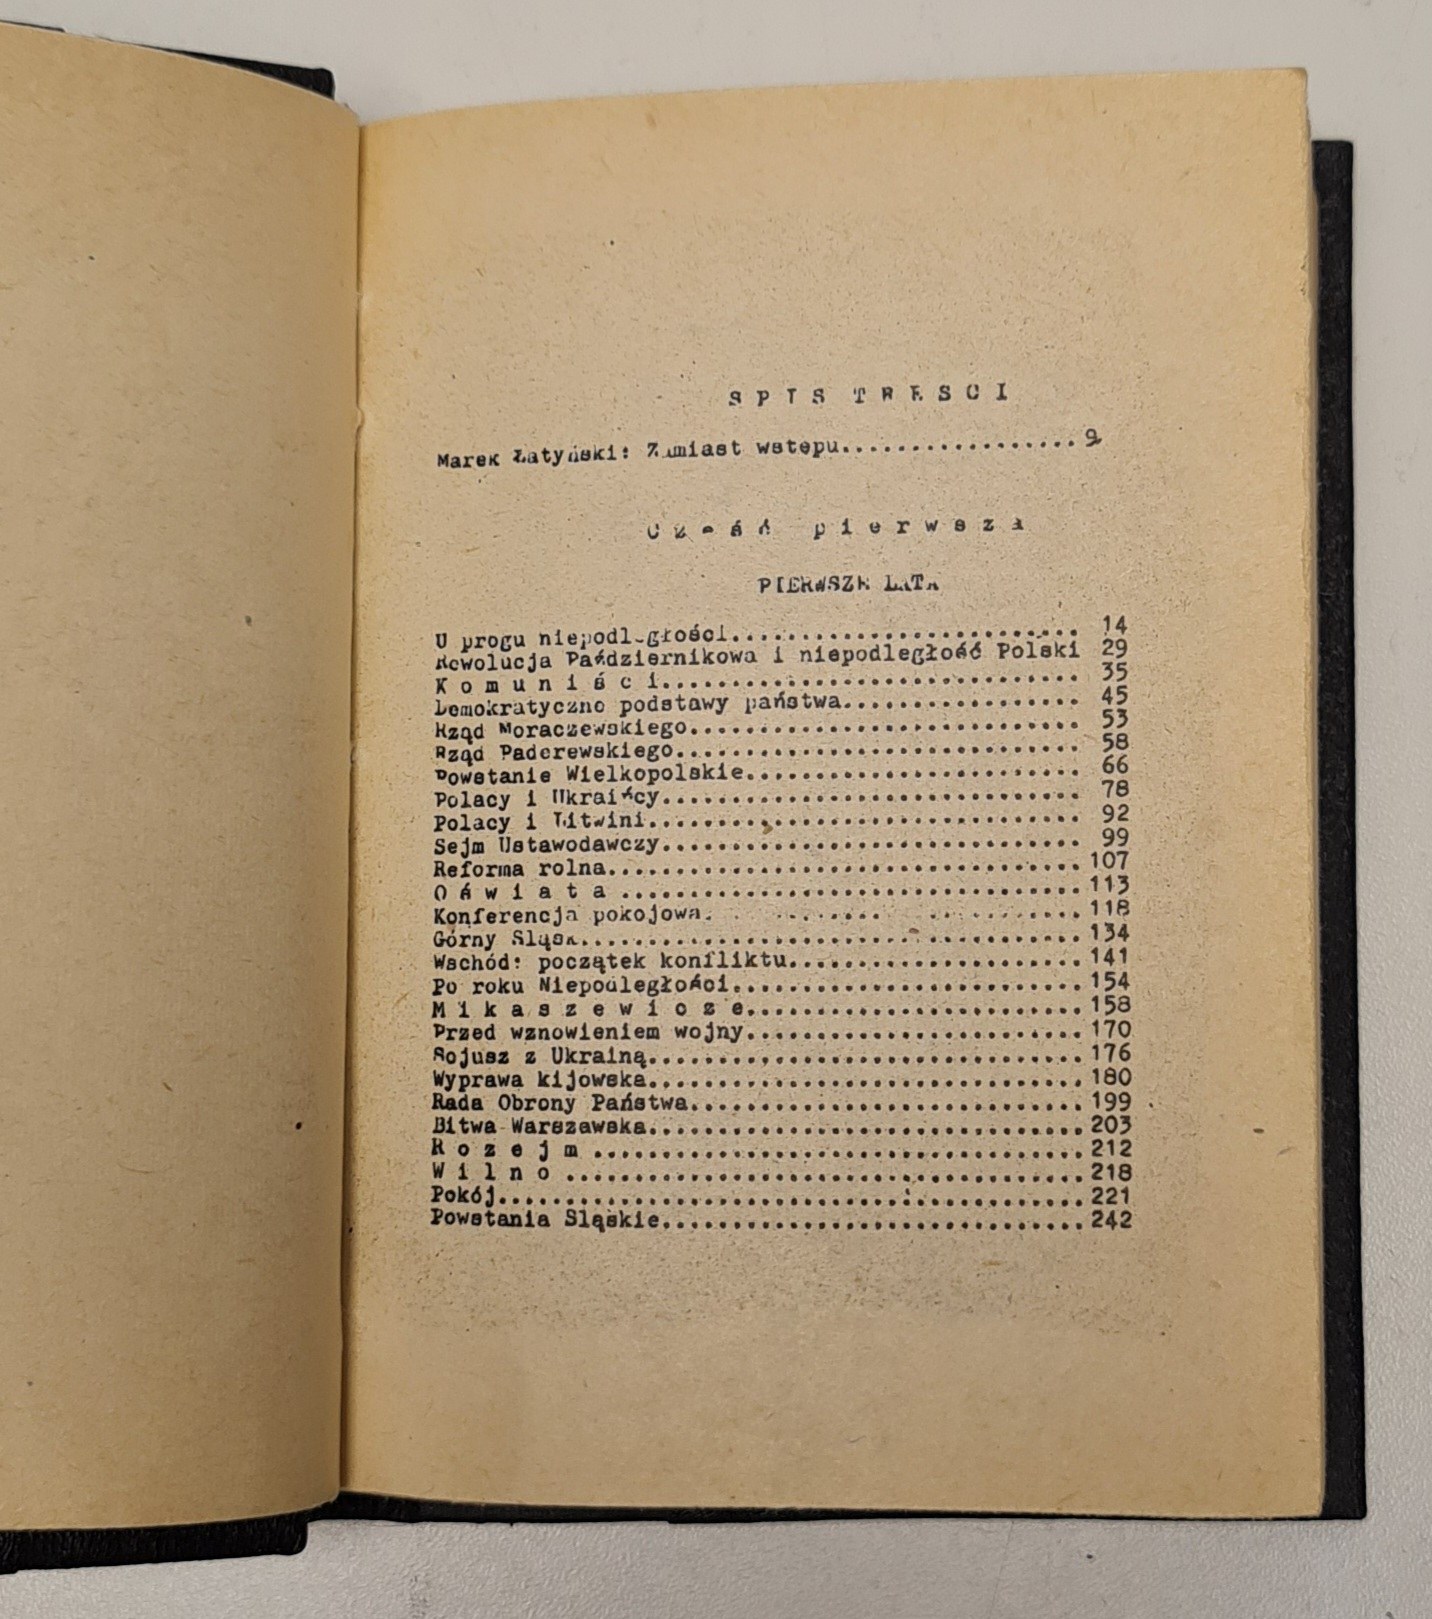 SPIS TRESCI
Marek Łatyński: Zamiast wstępu.................. 9
Część pierwsza
PIERWSZE LATA
U progu niepodległości.......................... 14
Rewolucja Październikowa i niepodległość Polski 29
Komuniści............................... 35
Demokratyczne podstawy państwa.................. 45
Rząd Moraczewskiego............................. 53
Rząd Paderewskiego.............................. 58
Powstanie Wielkopolskie......................... 66
Polacy i Ukraińcy............................... 78
Polacy i Litwini................................ 92
Sejm Ustawodawczy............................... 99
Reforma rolna...................................107
Oświata ..................................113
Konferencja pokojowa............................118
Górny Sląsk.....................................134
Wschód: początek konfliktu......................141
Po roku Niepodległości..........................154
Mikaszewicze.........................158
Przed wznowieniem wojny.........................170
Sojusz z Ukrainą................................176
Wyprawa kijowska................................180
Rada Obrony Państwa.............................199
Bitwa Warszawska................................203
Rozejm ....................................212
Wilno ......................................218
Pokój...........................................221
Powstania Sląskie...............................242